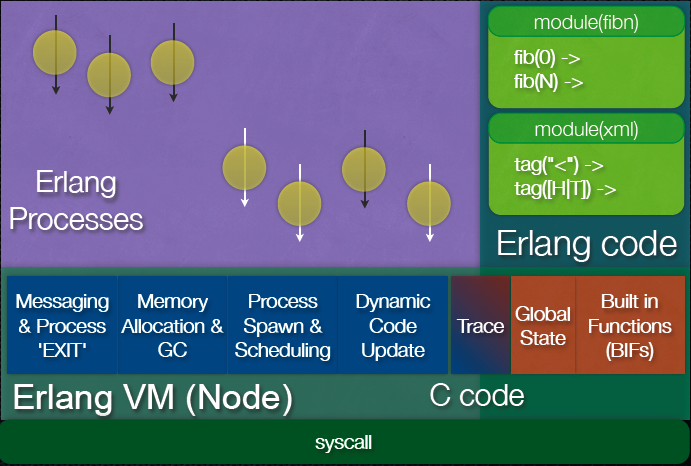 module(fibn)
fib(0) ->
fib(N) ->
module(xml)
tag("<") ->
tag([H|T]) ->
Erlang
Processes
Erlang code
Messaging
& Process
'EXIT'
Memory
Allocation &
GC
Process
Spawn &
Scheduling
Dynamic
Code
Update
Trace
Global
State
Built in
Functions
(BIFs)
Erlang VM (Node)
C code
syscall